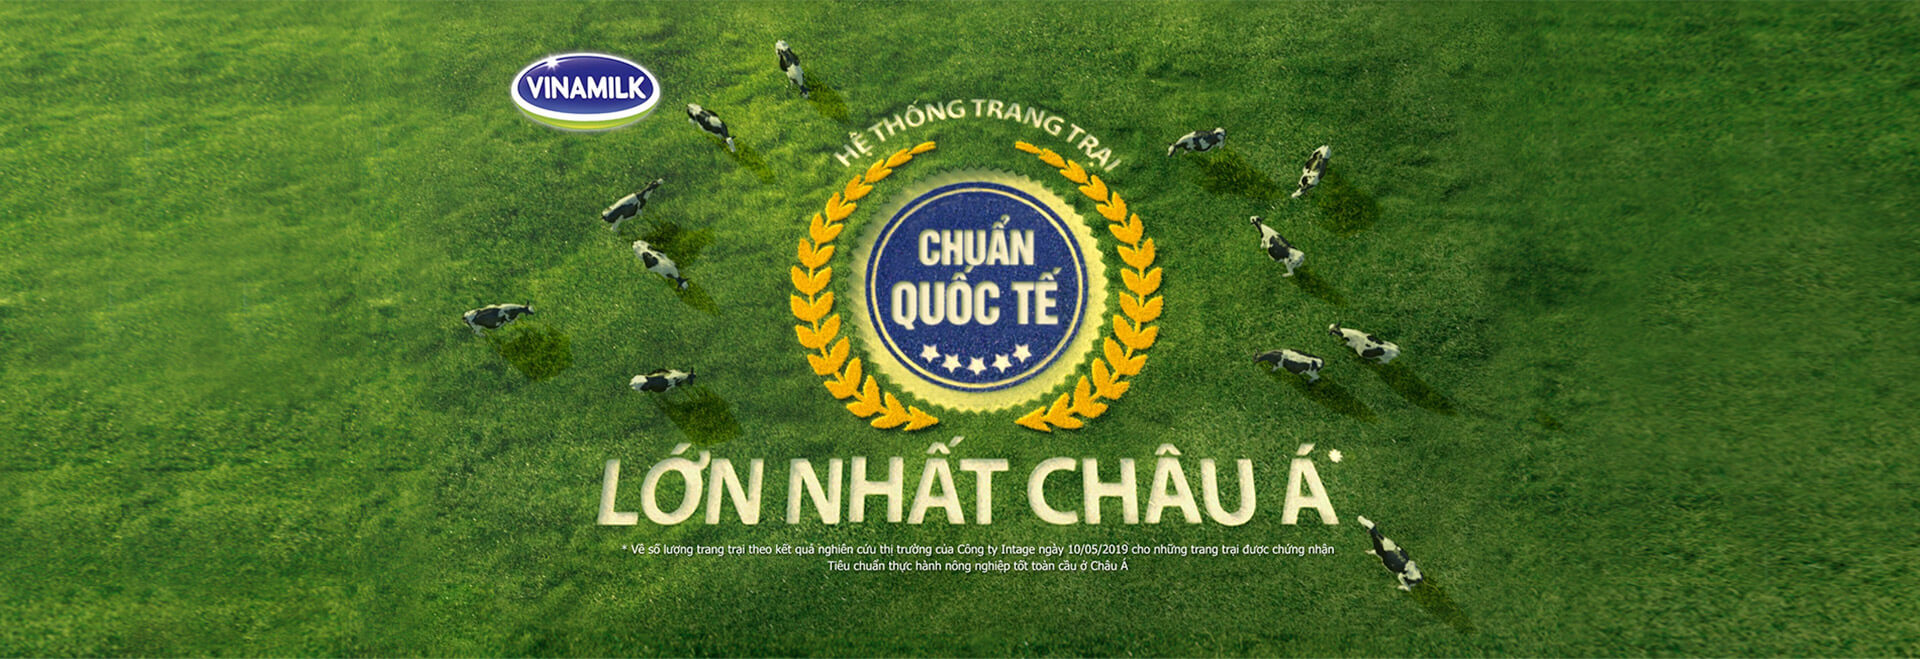 VINAMILK
HỆ THỐNG TRANG TRẠI
CHUẨN
QUỐC TẾ
LỚN NHẤT CHÂU Á*
* Về số lượng trang trại theo kết quả nghiên cứu thị trường của Công ty Intage ngày 10/05/2019 cho những trang trại được chứng nhận
Tiêu chuẩn thực hành nông nghiệp tốt toàn cầu ở Châu Á